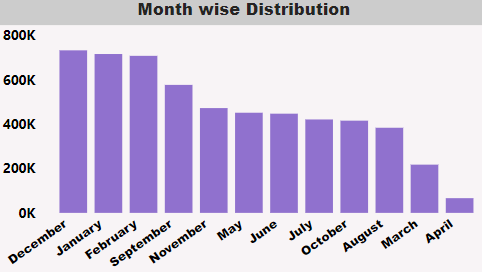 Month wise Distribution
800K
600K
400K
200K
0K
December
January
February
September
November
May
June
July
October
August
March
April